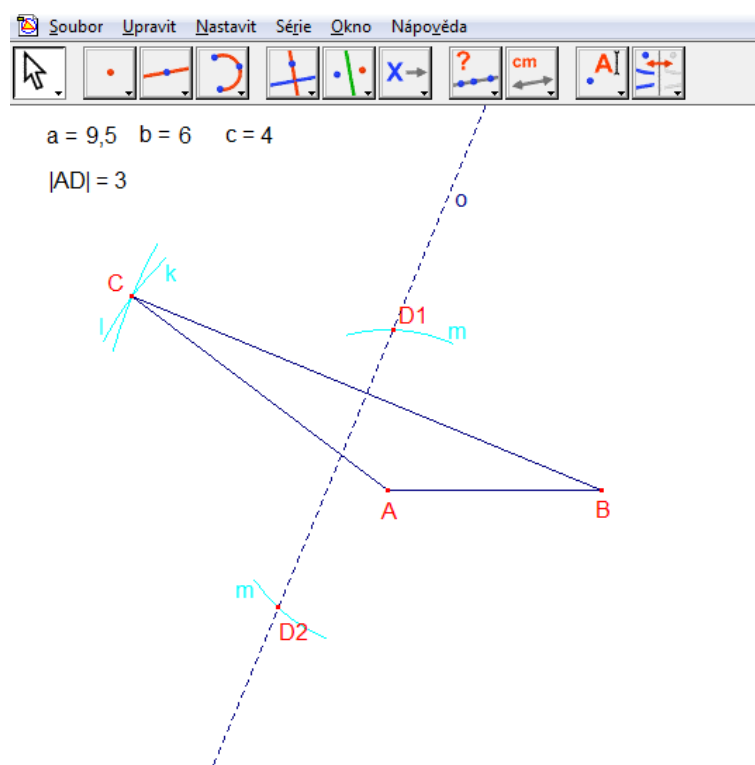 Soubor Upravit Nastavit Série Okno Nápověda
X ? cm A
a = 9,5 b = 6 c = 4
|AD| = 3
o
C k
l
D1
m
A B
m
D2